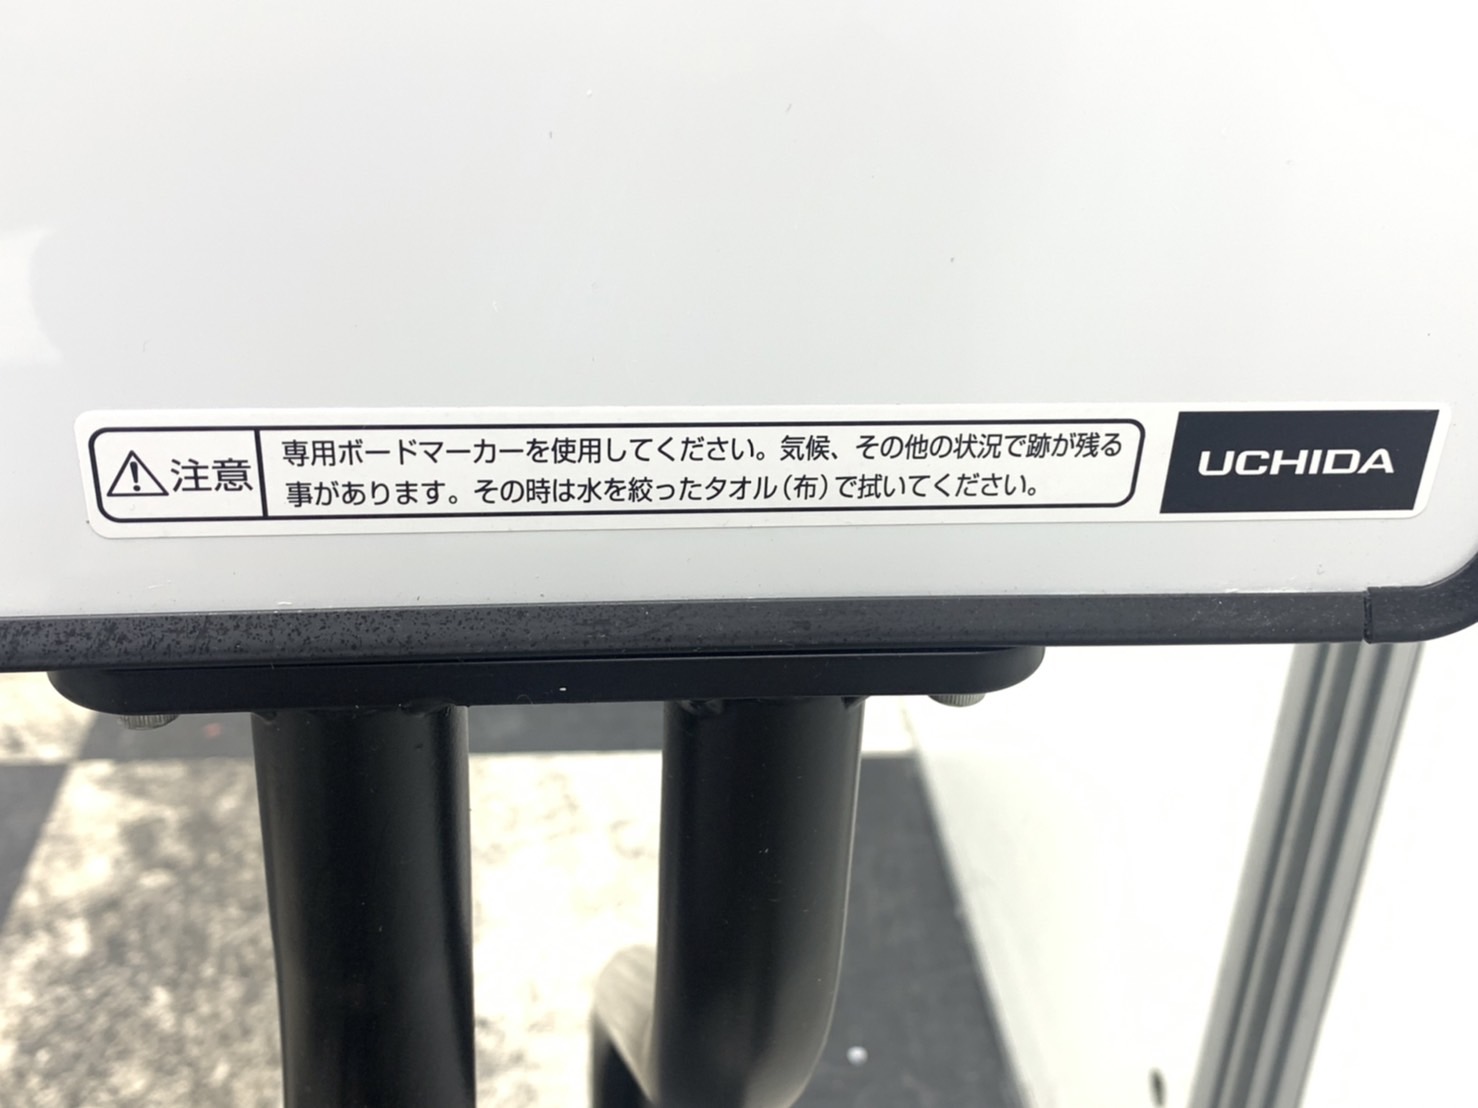 注意
専用ボードマーカーを使用してください。気候、その他の状況で跡が残る
事があります。その時は水を絞ったタオル(布)で拭いてください。
UCHIDA